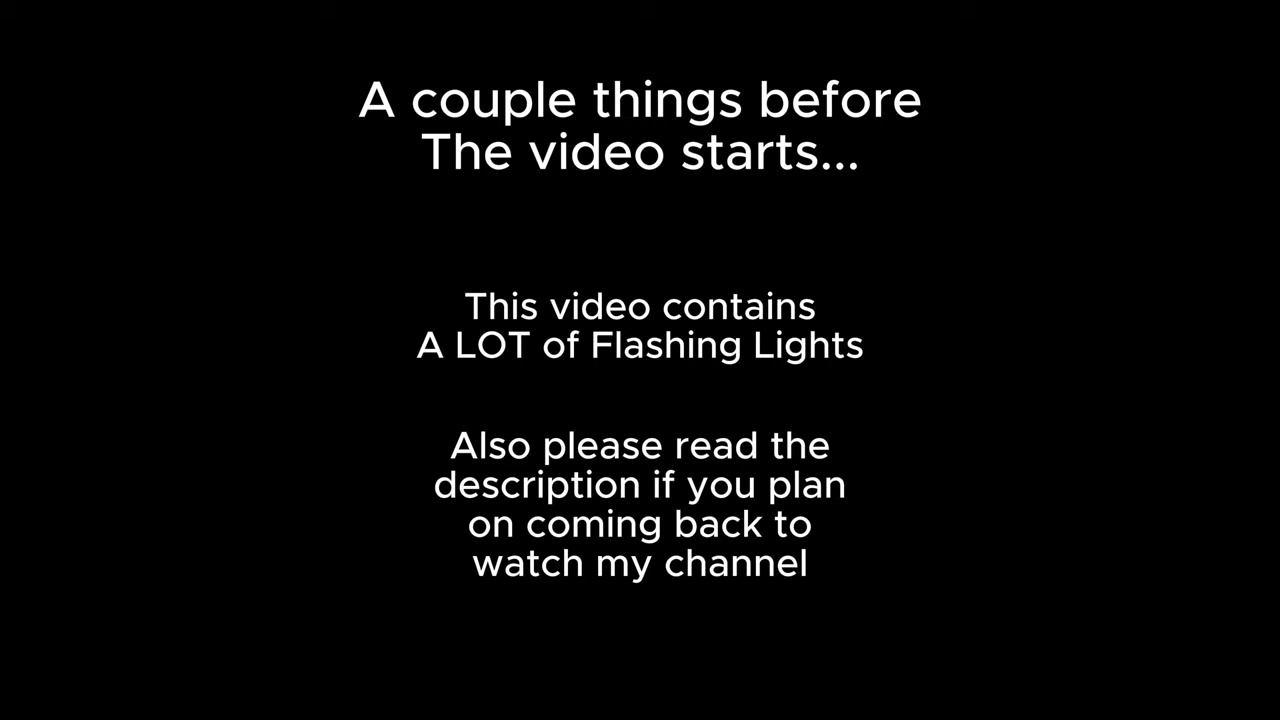 A couple things before
The video starts...
This video contains
A LOT of Flashing Lights
Also please read the
description if you plan
on coming back to
watch my channel